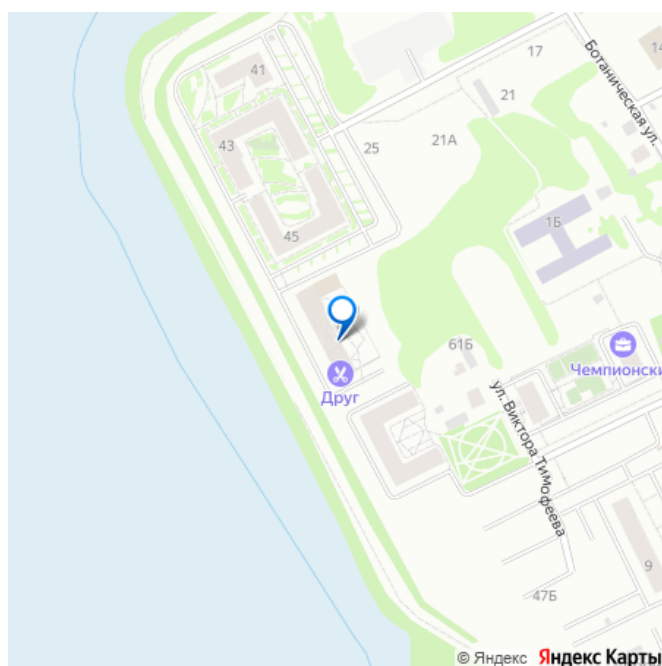 41
17
14
Ботаническая ул.
21
43
25
21А
1Б
45
61Б
Чемпионски
Друг
ул. Виктора Тимофеева
9
47Б
© Яндекс Яндекс Карты